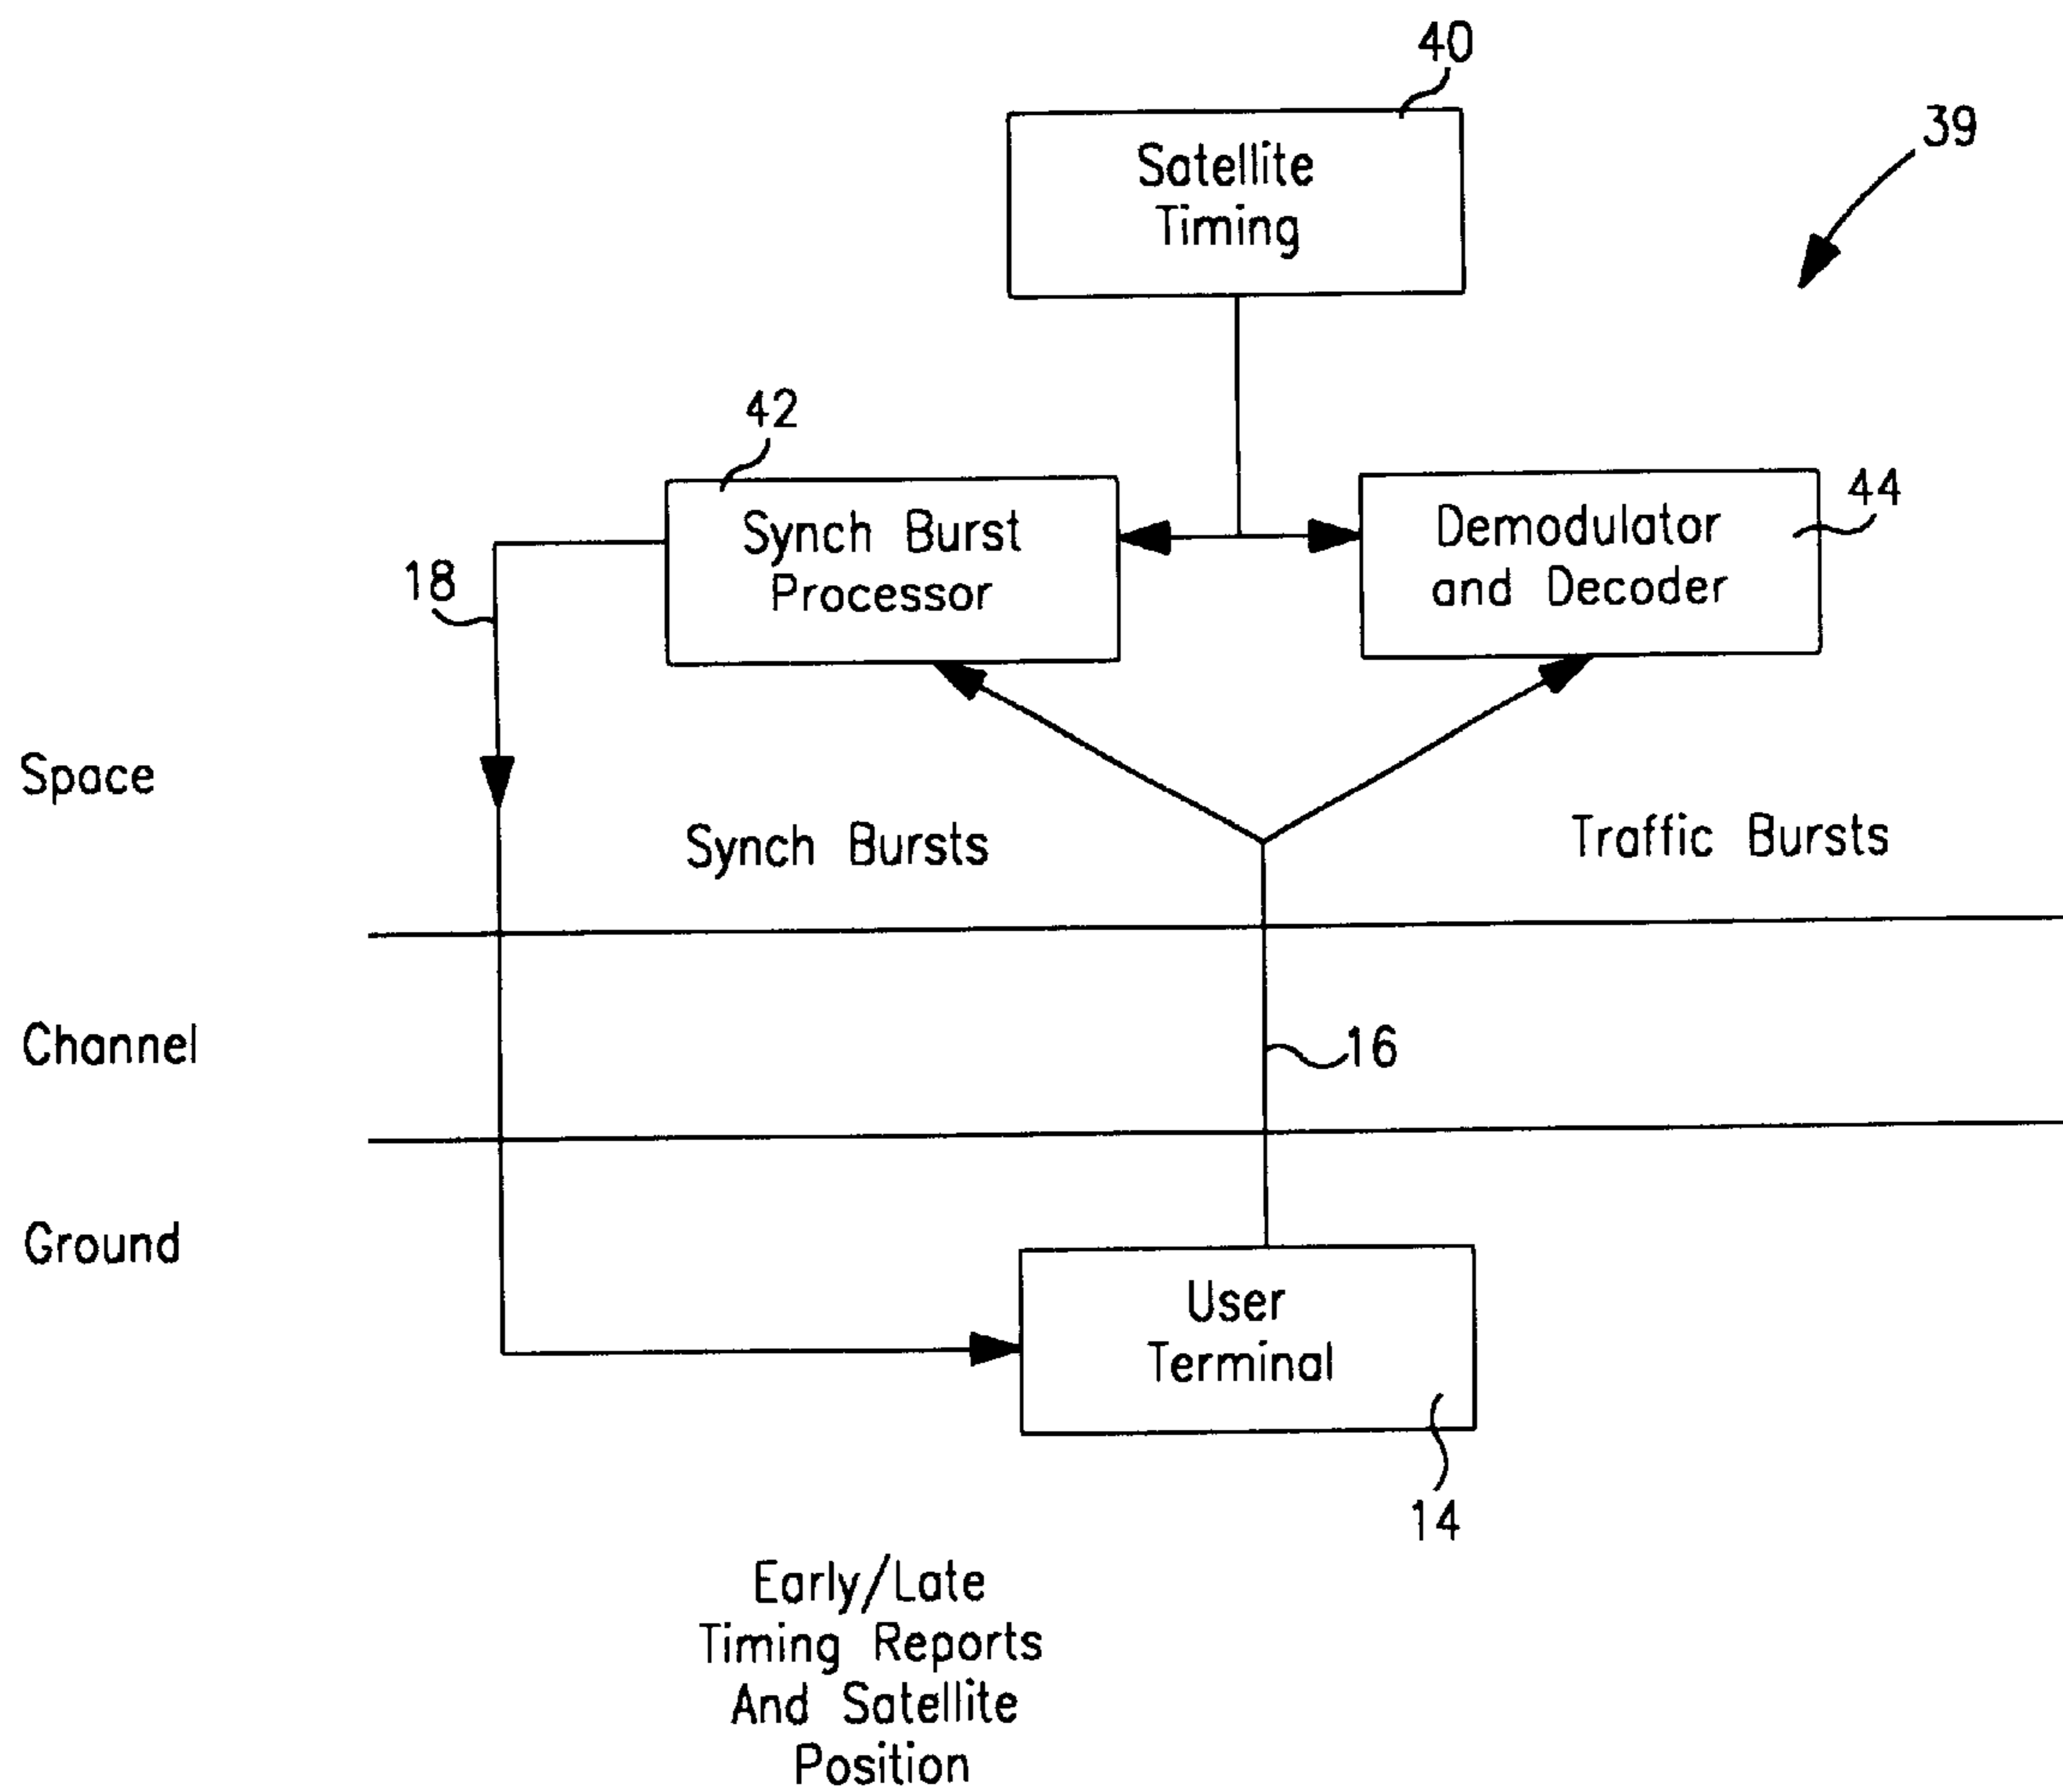 40
39
Satellite
Timing
42
44
Synch Burst
Processor
Demodulator
and Decoder
18
Space
Synch Bursts
Traffic Bursts
Channel
16
Ground
User
Terminal
14
Early/Late
Timing Reports
And Satellite
Position